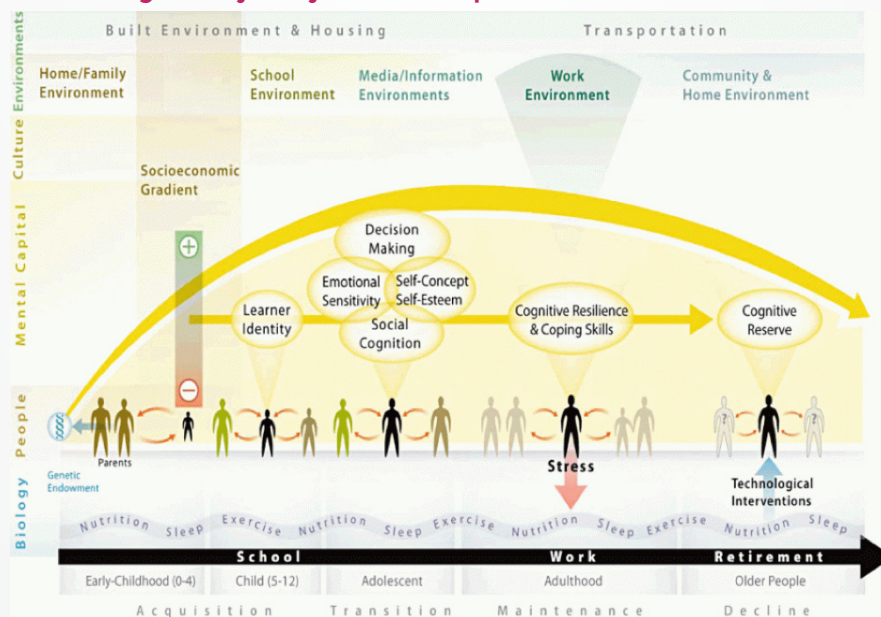 Built Environment & Housing
Transportation
Environments
Home/Family
Environment
School
Environment
Media/Information
Environments
Work
Environment
Community &
Home Environment
Culture
Socioeconomic
Gradient
Mental Capital
+
Decision
Making
Emotional
Sensitivity
Self-Concept
Self-Esteem
Learner
Identity
Social
Cognition
Cognitive Resilience
& Coping Skills
Cognitive
Reserve
−
People
Parents
?
?
Genetic
Endowment
Stress
Technological
Interventions
Biology
Nutrition Sleep Exercise Nutrition Sleep Exercise Nutrition Sleep Exercise Nutrition Sleep
School Work Retirement
Early-Childhood (0-4) Child (5-12) Adolescent Adulthood Older People
Acquisition Transition Maintenance Decline